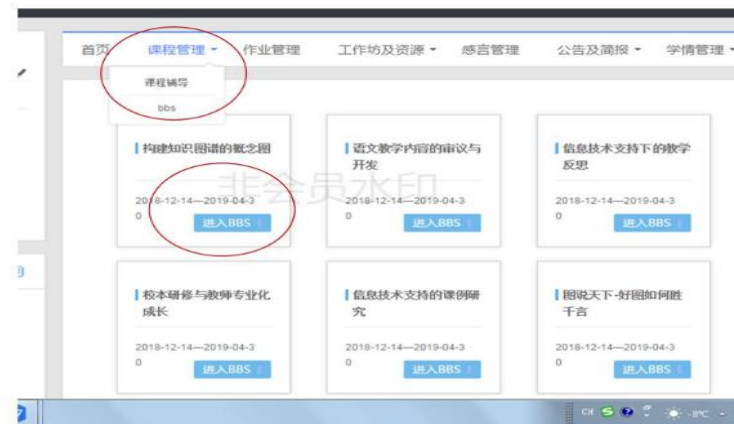 首页 课程管理 作业管理 工作坊及资源 感言管理 公告及简报 学情管理
课程辅导
bbs
构建知识图谱的概念图
2018-12-14—2019-04-3
0
进入BBS
语文教学内容的审议与
开发
2018-12-14—2019-04-3
0
进入BBS
信息技术支持下的教学
反思
2018-12-14—2019-04-3
0
进入BBS
非会员水印
校本研修与教师专业化
成长
2018-12-14—2019-04-3
0
进入BBS
信息技术支持的课例研
究
2018-12-14—2019-04-3
0
进入BBS
图说天下-好图如何胜
千言
2018-12-14—2019-04-3
0
进入BBS
CH
-8℃